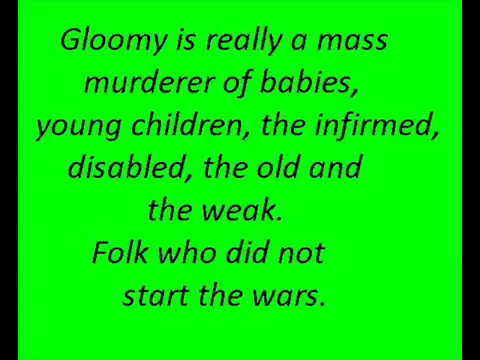 Gloomy is really a mass
murderer of babies,
young children, the infirmed,
disabled, the old and
the weak.
Folk who did not
start the wars.